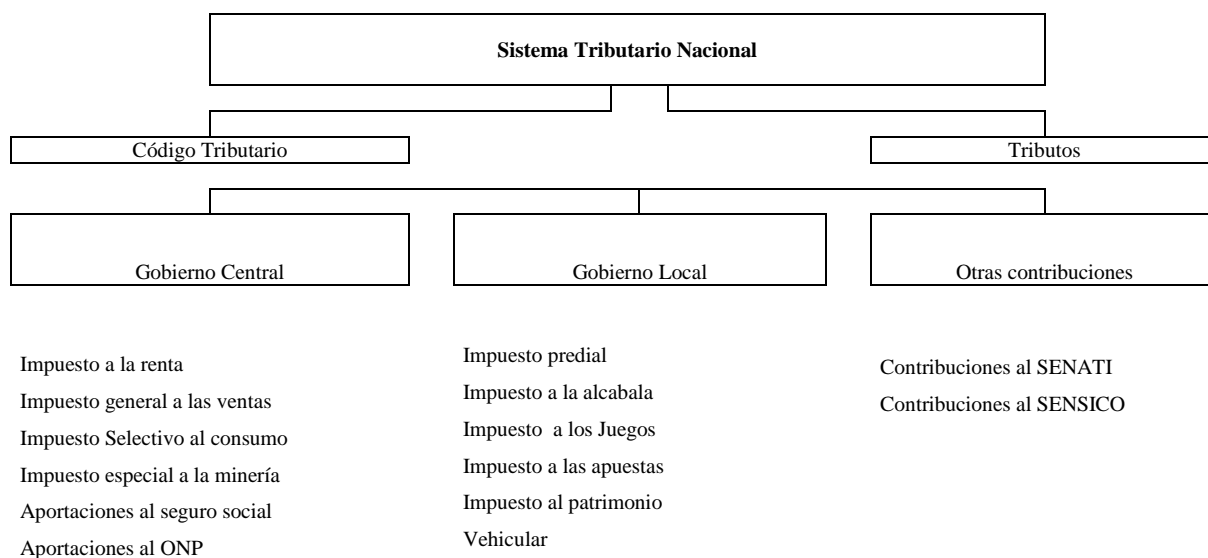 Sistema Tributario Nacional
Código Tributario
Tributos
Gobierno Central
Gobierno Local
Otras contribuciones
Impuesto a la renta
Impuesto general a las ventas
Impuesto Selectivo al consumo
Impuesto especial a la minería
Aportaciones al seguro social
Aportaciones al ONP
Impuesto predial
Impuesto a la alcabala
Impuesto a los Juegos
Impuesto a las apuestas
Impuesto al patrimonio
Vehicular
Contribuciones al SENATI
Contribuciones al SENSICO